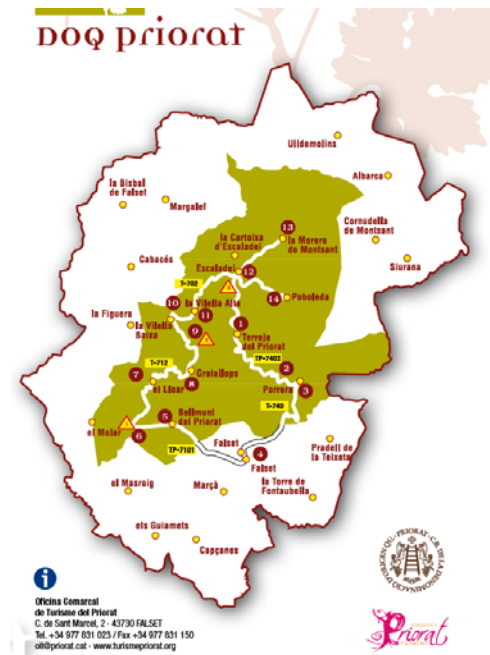 DOQ priorat
Ulldemolins
Albarca
la Bisbal
de Falset
Margalef
Cornudella
de Montsant
13
la Cartoixa
d'Escaladei
la Morera
de Montsant
Siurana
Cabacés
Escaladei
12
T-702
14
Poboleda
10
la Vilella Alta
11
1
la Figuera
la Vilella
Baixa
9
Torroja
del Priorat
T-712
TP-7403
7
2
Gratallops
8
el Lloar
Porrera
3
T-740
5
Bellmunt
del Priorat
el Molar
6
Falset
TP-7101
4
Falset
Pradell de
la Teixeta
el Masroig
Marçà
la Torre de
Fontaubella
els Guiamets
Capçanes
i
Oficina Comarcal
de Turisme del Priorat
C. de Sant Marcel, 2 - 43730 FALSET
Tel. +34 977 831 023 / Fax +34 977 831 150
oit@priorat.cat - www.turismepriorat.org
Priorat